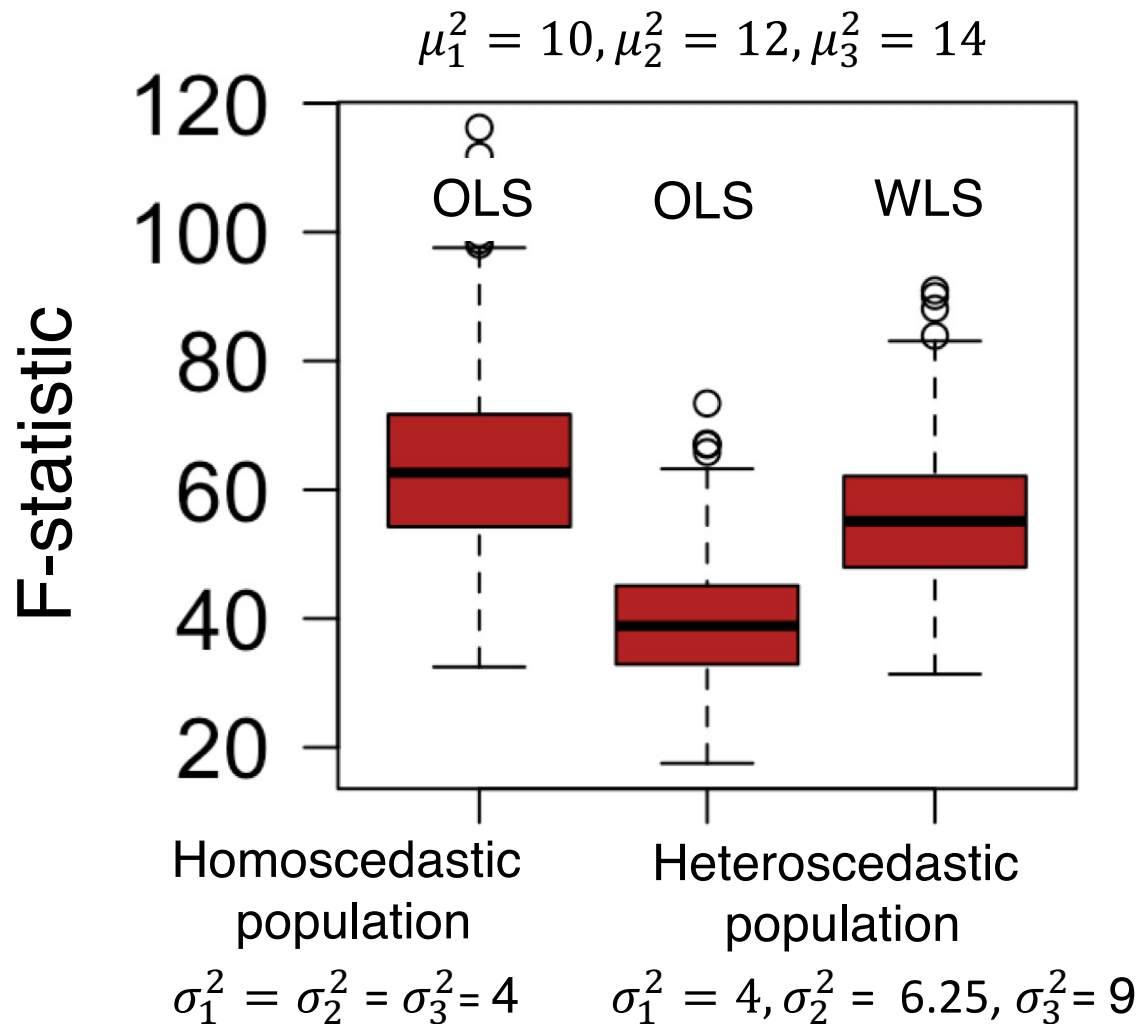 μ₁² = 10, μ₂² = 12, μ₃² = 14
120
100
80
60
40
20
F-statistic
OLS OLS WLS
Homoscedastic
population
σ₁² = σ₂² = σ₃² = 4
Heteroscedastic
population
σ₁² = 4, σ₂² = 6.25, σ₃² = 9